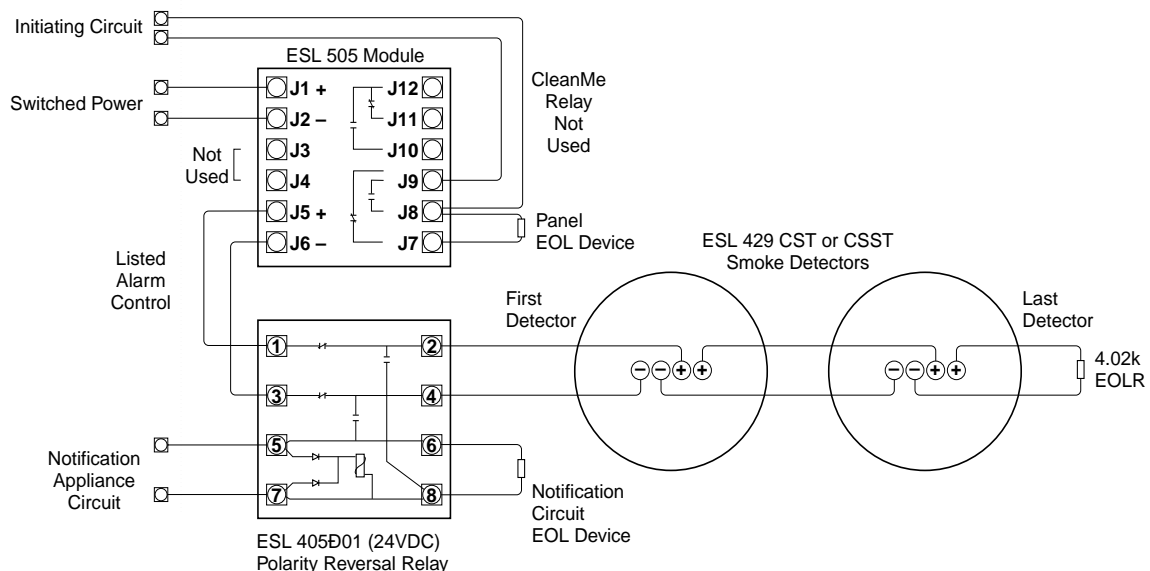 Initiating Circuit
ESL 505 Module
Switched Power
J1 +
J2 –
J3
J4
J5 +
J6 –
J12
J11
J10
J9
J8
J7
Not
Used
CleanMe
Relay
Not
Used
Panel
EOL Device
Listed
Alarm
Control
ESL 429 CST or CSST
Smoke Detectors
First
Detector
Last
Detector
1
2
3
4
5
6
7
8
– – + +
– – + +
4.02k
EOLR
Notification
Appliance
Circuit
Notification
Circuit
EOL Device
ESL 405Ð01 (24VDC)
Polarity Reversal Relay